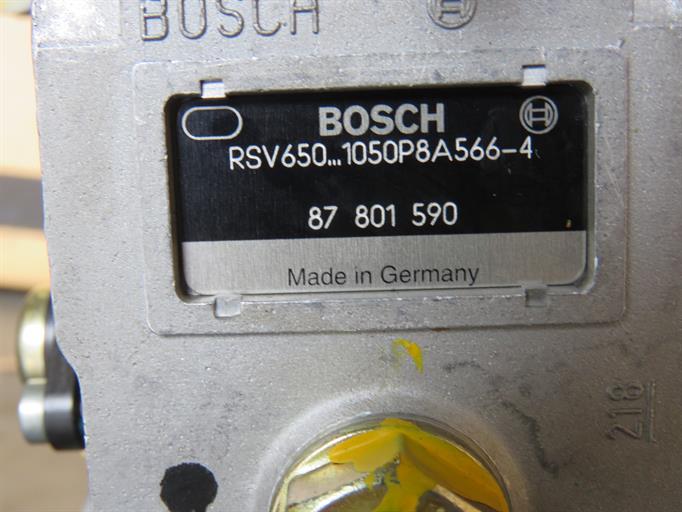 BOSCH
BOSCH
RSV650...1050P8A566-4
87 801 590
Made in Germany
218